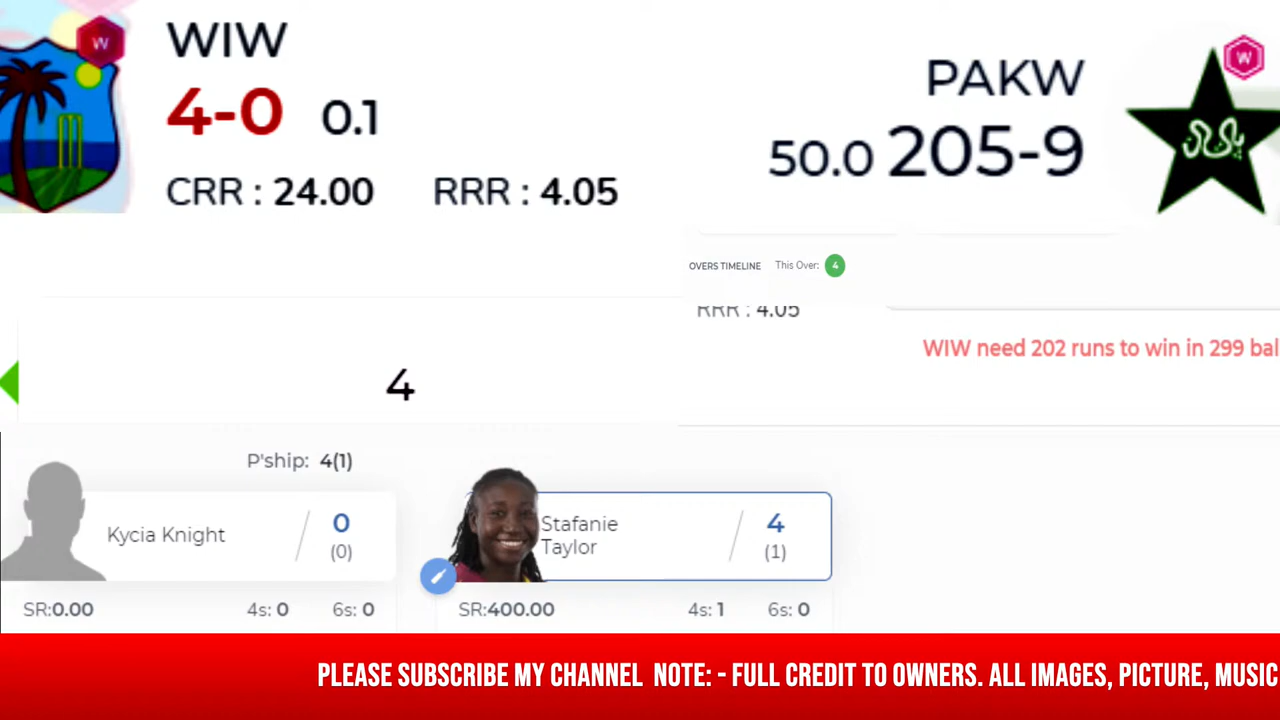 W
WIW
4-0 0.1
CRR : 24.00 RRR : 4.05
W
PAKW
50.0 205-9
OVERS TIMELINE This Over: 4
RRR : 4.05
WIW need 202 runs to win in 299 bal
4
P'ship: 4(1)
Kycia Knight 0
(0)
SR:0.00 4s: 0 6s: 0
Stafanie
Taylor
4
(1)
SR:400.00 4s: 1 6s: 0
PLEASE SUBSCRIBE MY CHANNEL NOTE: - FULL CREDIT TO OWNERS. ALL IMAGES, PICTURE, MUSIC